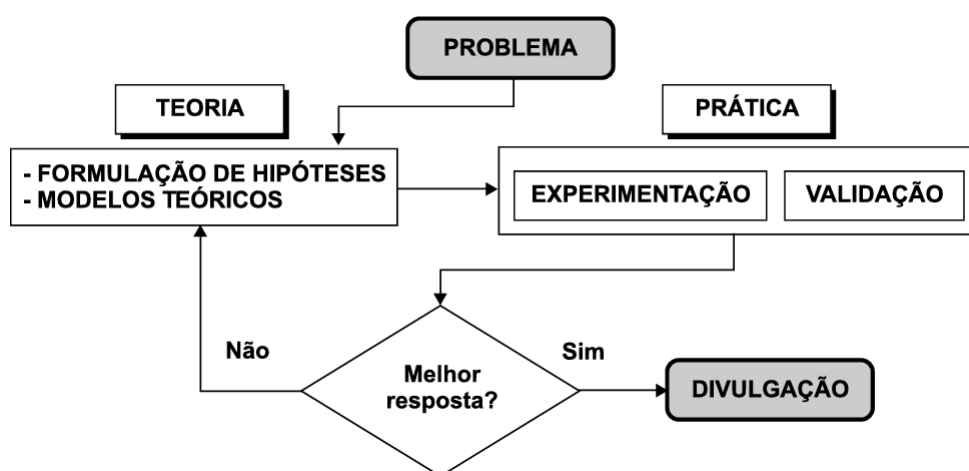 PROBLEMA
TEORIA
PRÁTICA
- FORMULAÇÃO DE HIPÓTESES
- MODELOS TEÓRICOS
EXPERIMENTAÇÃO
VALIDAÇÃO
Não
Sim
Melhor
resposta?
DIVULGAÇÃO